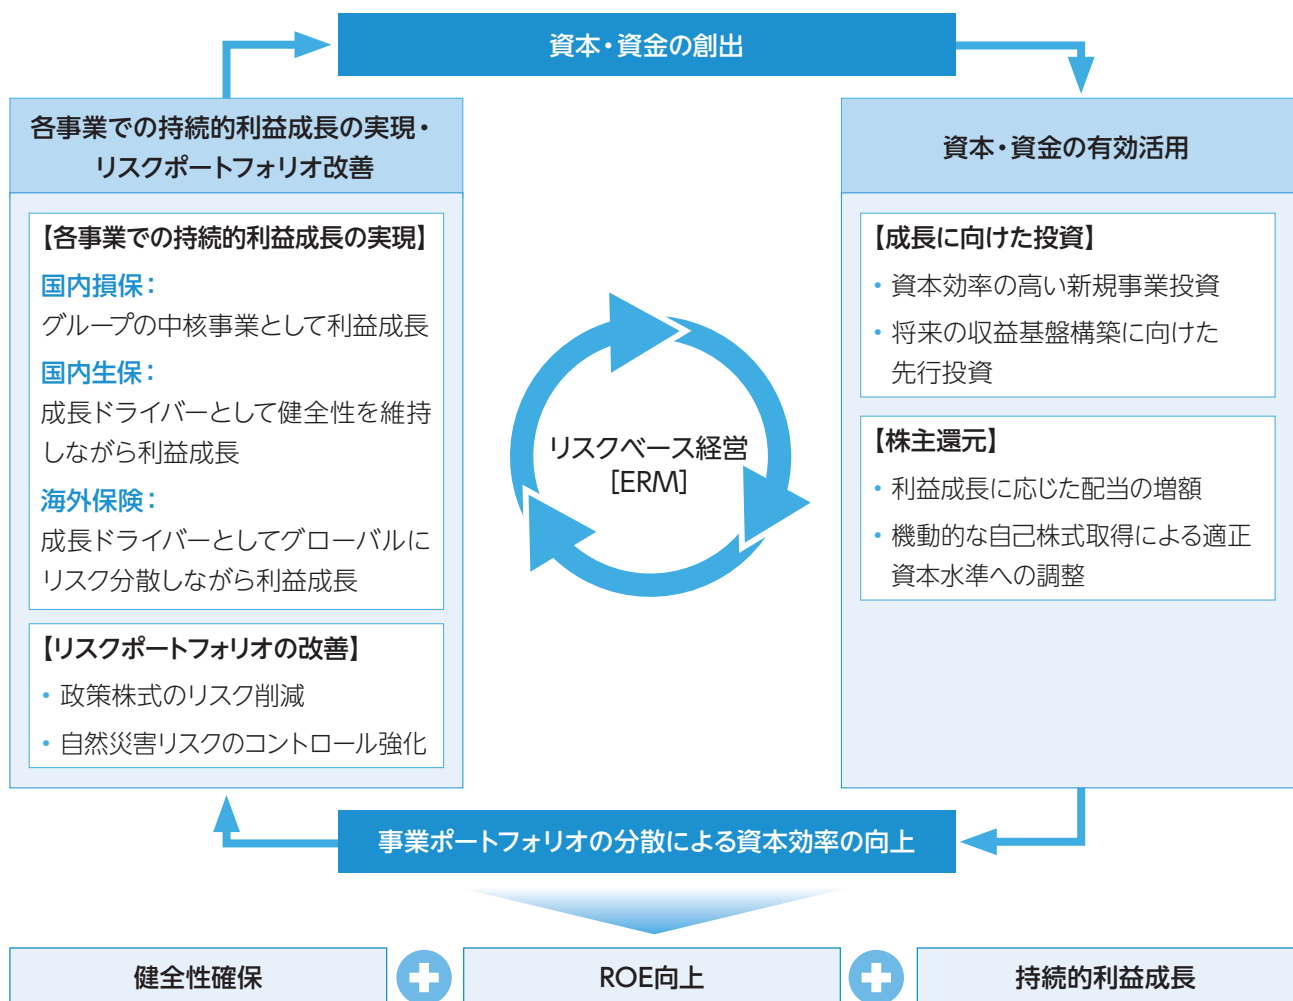 資本・資金の創出
各事業での持続的利益成長の実現・
リスクポートフォリオ改善
【各事業での持続的利益成長の実現】
国内損保：
グループの中核事業として利益成長
国内生保：
成長ドライバーとして健全性を維持
しながら利益成長
海外保険：
成長ドライバーとしてグローバルに
リスク分散しながら利益成長
【リスクポートフォリオの改善】
• 政策株式のリスク削減
• 自然災害リスクのコントロール強化
リスクベース経営
[ERM]
資本・資金の有効活用
【成長に向けた投資】
• 資本効率の高い新規事業投資
• 将来の収益基盤構築に向けた
先行投資
【株主還元】
• 利益成長に応じた配当の増額
• 機動的な自己株式取得による適正
資本水準への調整
事業ポートフォリオの分散による資本効率の向上
健全性確保
ROE向上
持続的利益成長